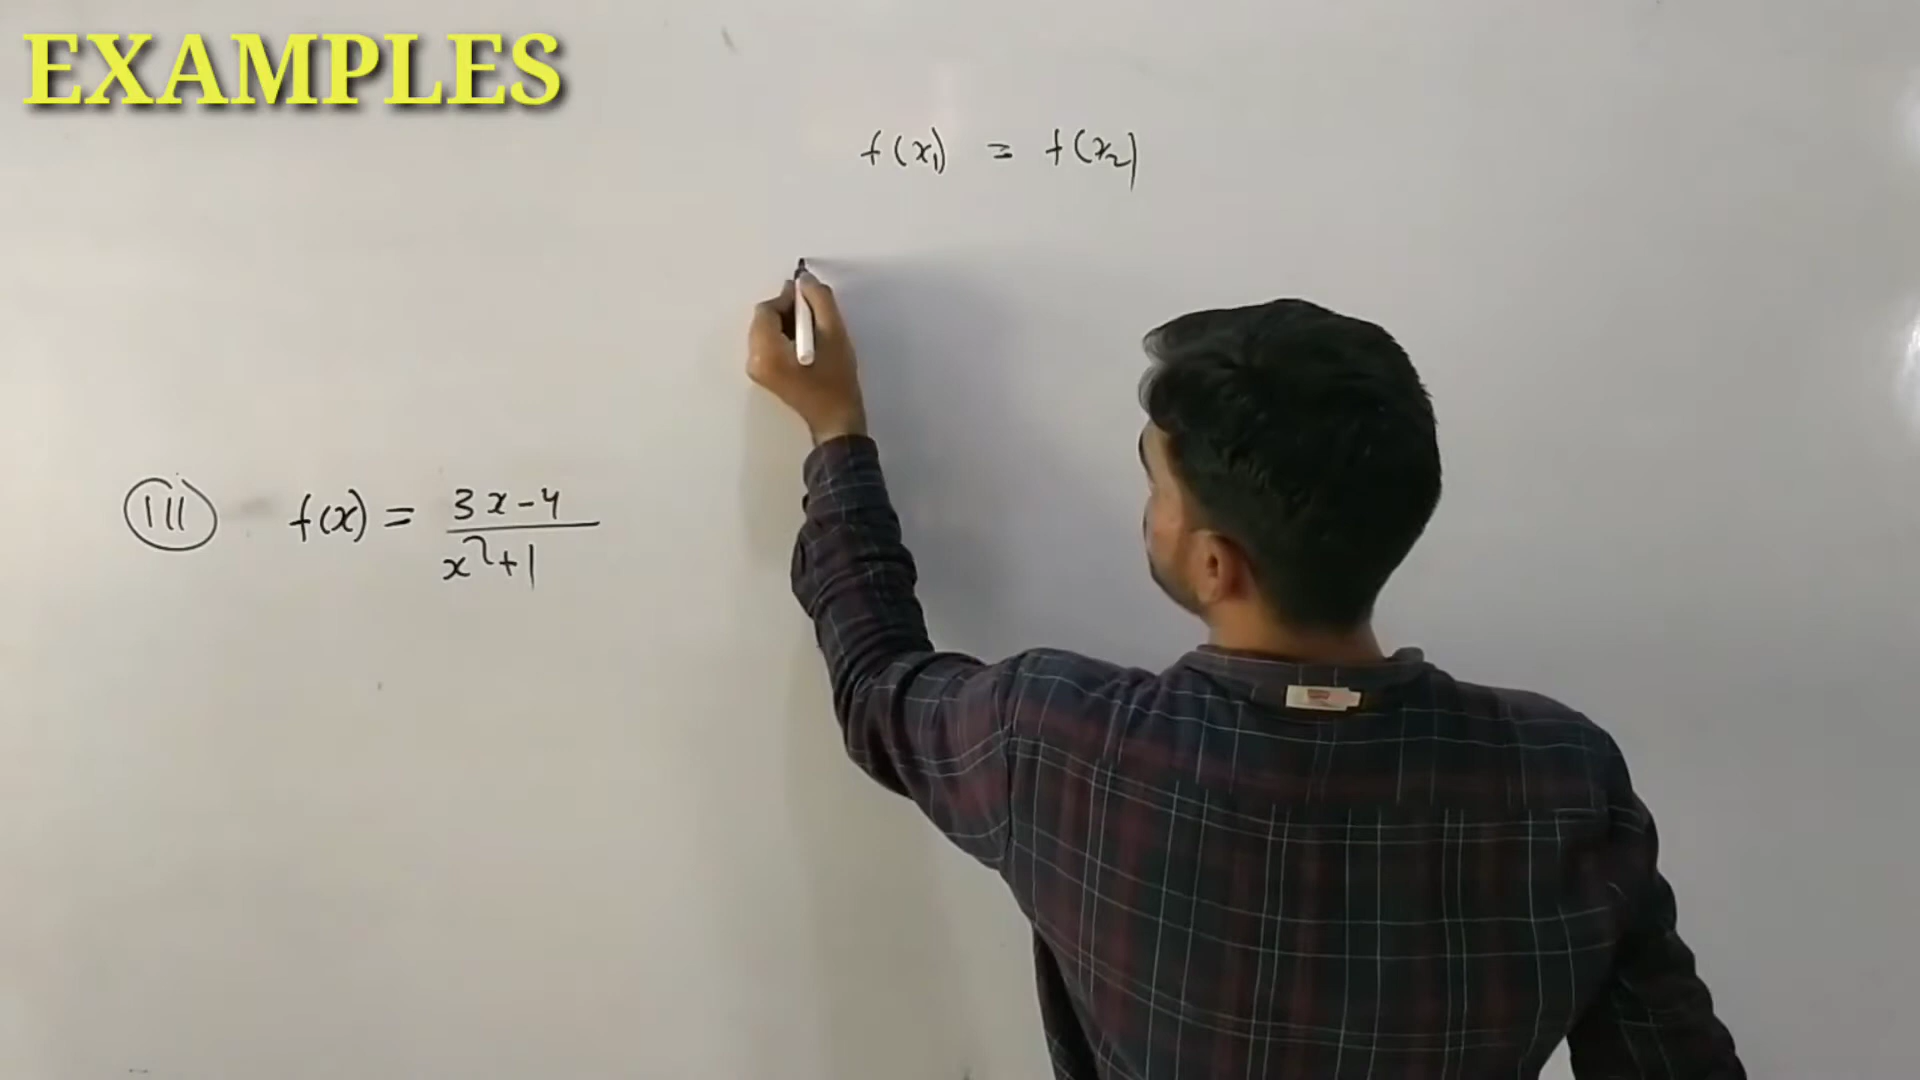 EXAMPLES
f(x₁) = f(x₂)
(III) f(x) = 3x-4
x²+1